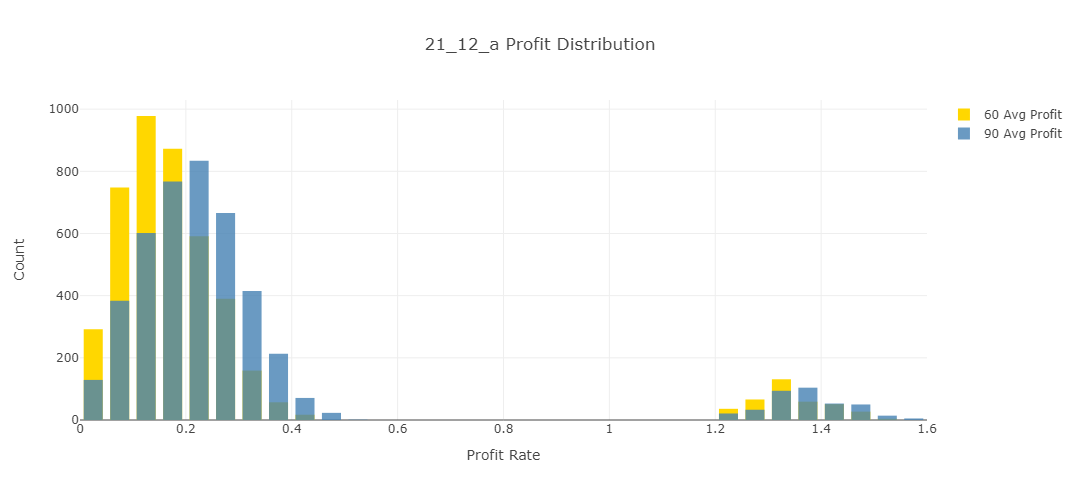 21_12_a Profit Distribution
60 Avg Profit
90 Avg Profit
Count
1000
800
600
400
200
0
0 0.2 0.4 0.6 0.8 1 1.2 1.4 1.6
Profit Rate